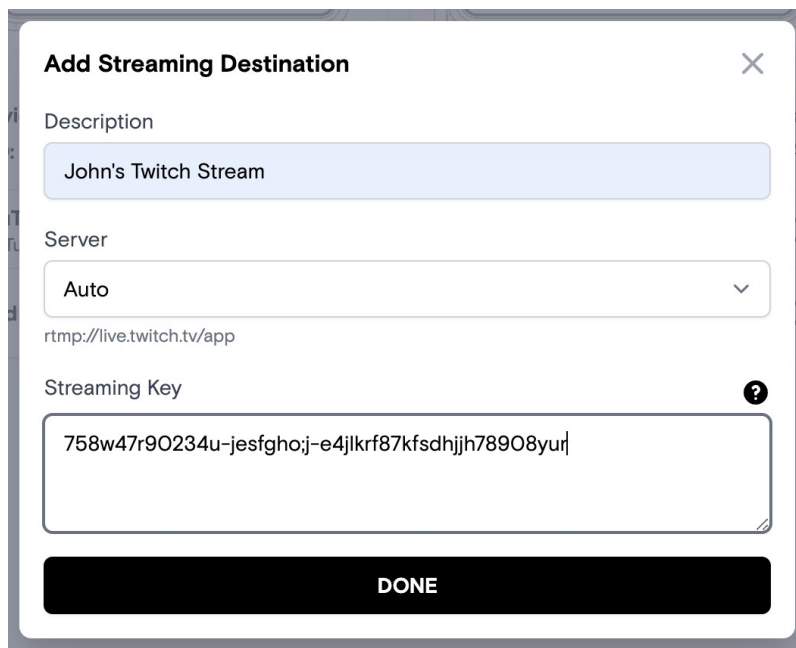 Add Streaming Destination
Description
John's Twitch Stream
Server
Auto
rtmp://live.twitch.tv/app
Streaming Key
?
758w47r90234u-jesfgho;j-e4jlkrf87kfsdhjjh78908yur
DONE